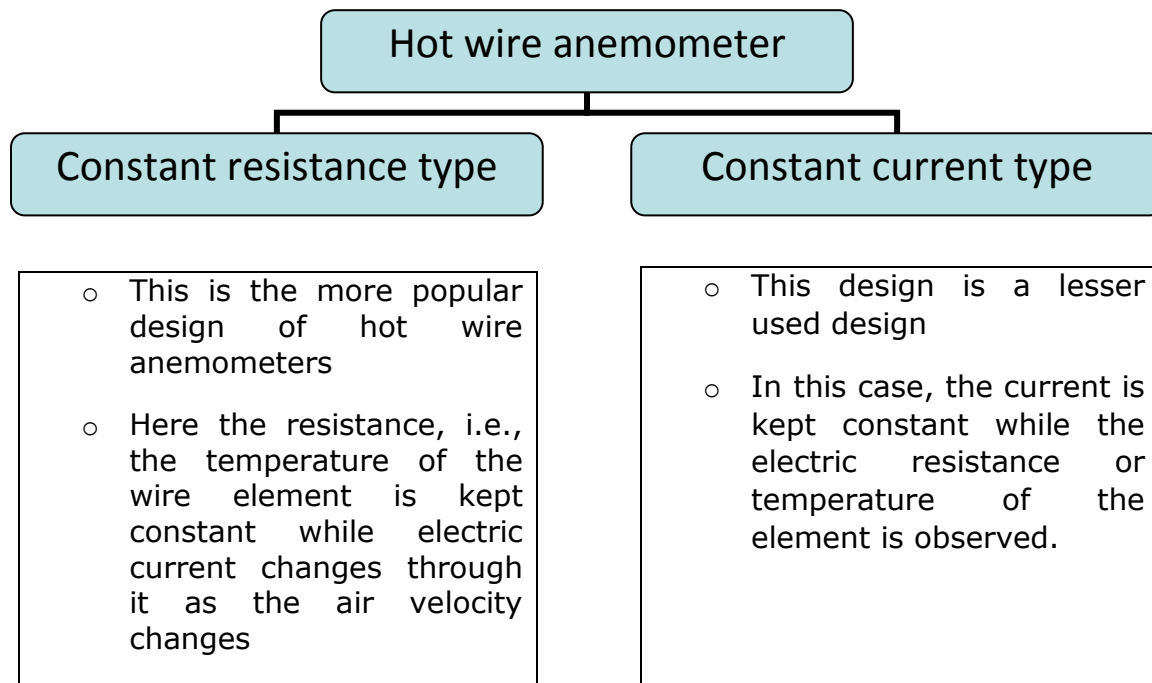 Hot wire anemometer
Constant resistance type
Constant current type
o This is the more popular
design of hot wire
anemometers
o Here the resistance, i.e.,
the temperature of the
wire element is kept
constant while electric
current changes through
it as the air velocity
changes
o This design is a lesser
used design
o In this case, the current is
kept constant while the
electric resistance or
temperature of the
element is observed.